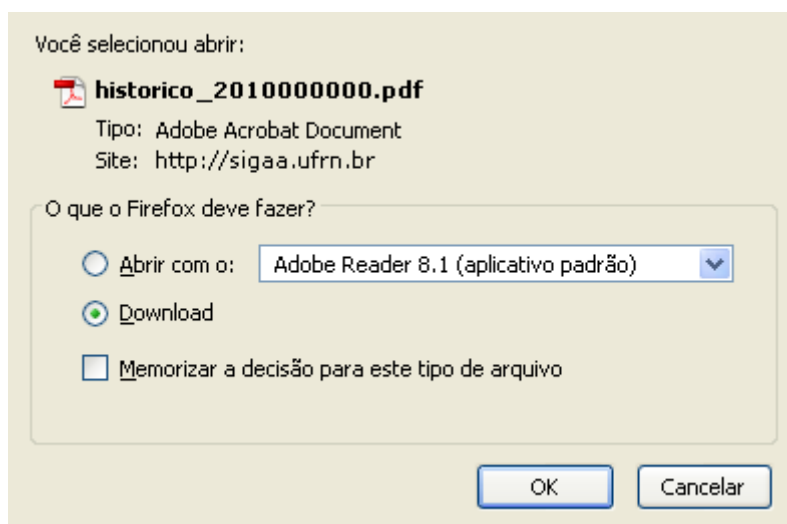 Você selecionou abrir:
historico_2010000000.pdf
Tipo: Adobe Acrobat Document
Site: http://sigaa.ufrn.br
O que o Firefox deve fazer?
Abrir com o: Adobe Reader 8.1 (aplicativo padrão)
Download
Memorizar a decisão para este tipo de arquivo
OK Cancelar